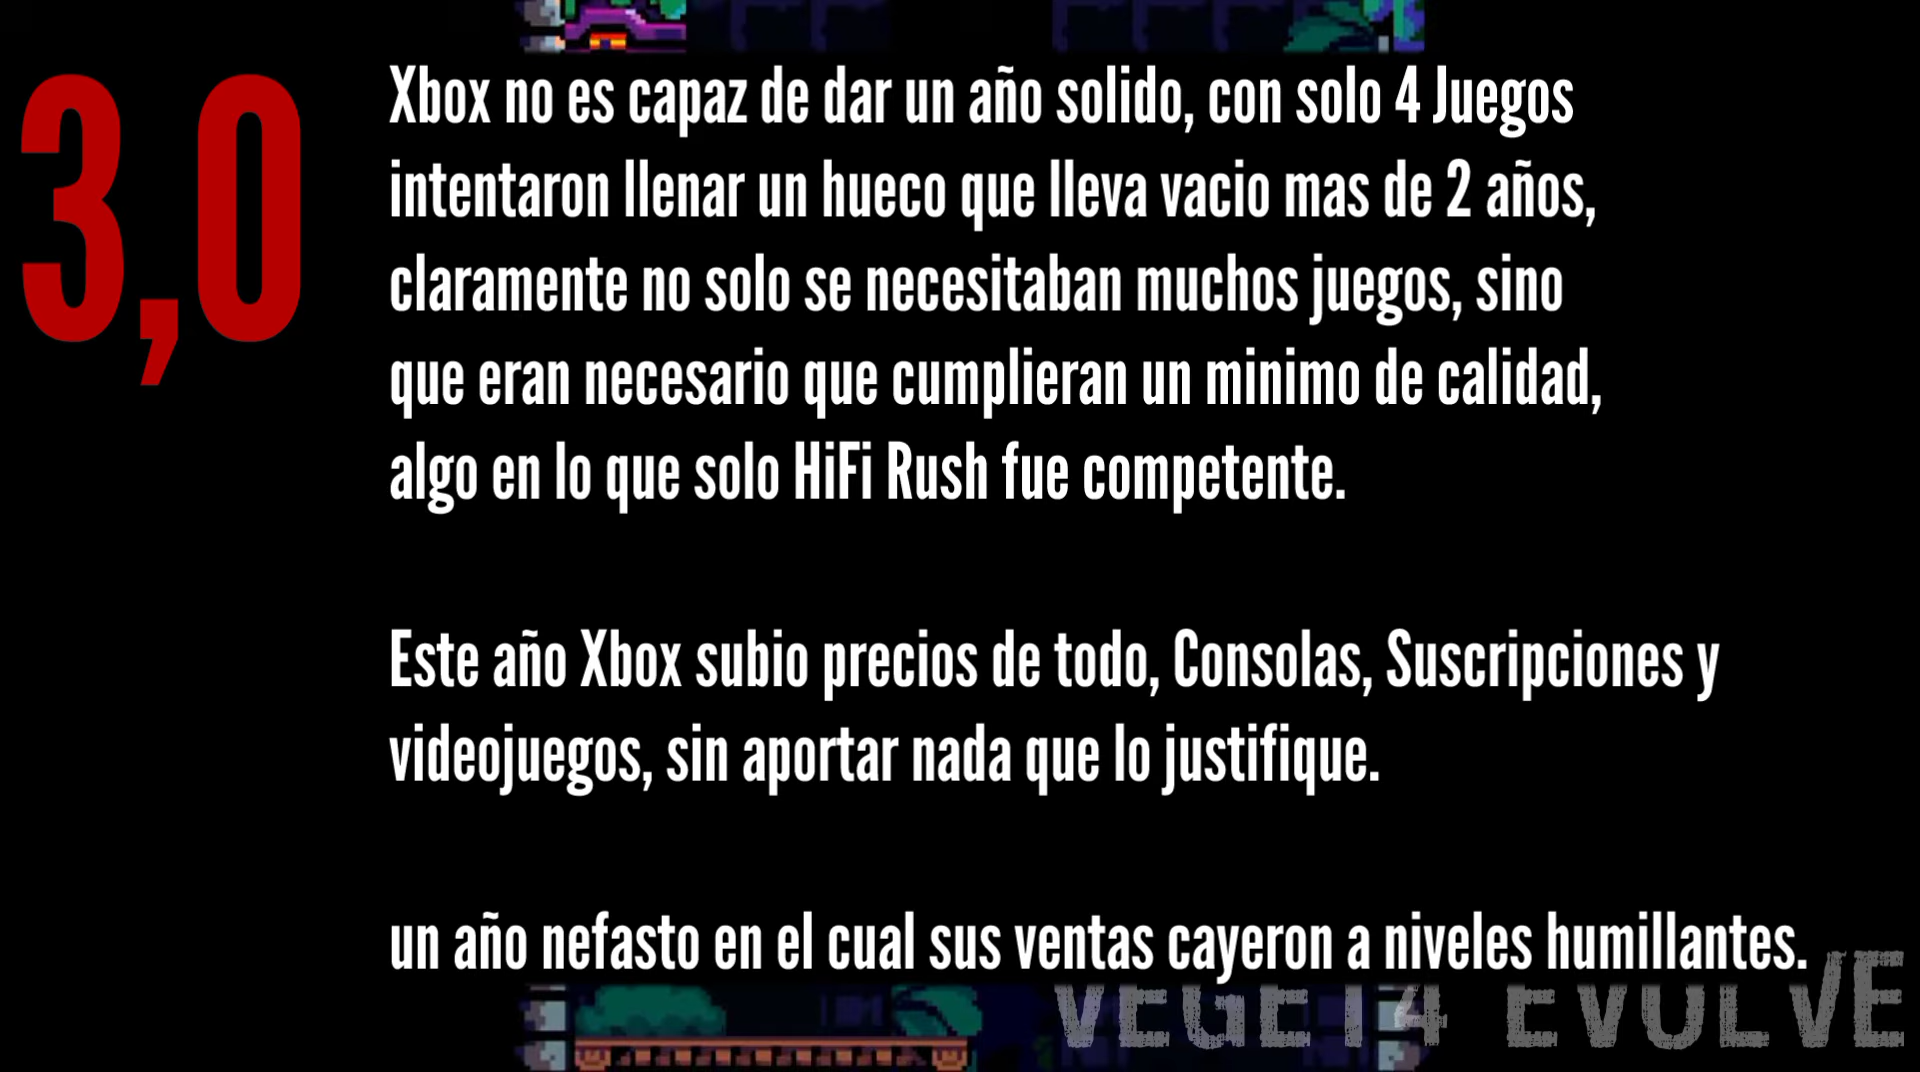 3,0
Xbox no es capaz de dar un año solido, con solo 4 Juegos
intentaron llenar un hueco que lleva vacio mas de 2 años,
claramente no solo se necesitaban muchos juegos, sino
que eran necesario que cumplieran un minimo de calidad,
algo en lo que solo HiFi Rush fue competente.
Este año Xbox subio precios de todo, Consolas, Suscripciones y
videojuegos, sin aportar nada que lo justifique.
un año nefasto en el cual sus ventas cayeron a niveles humillantes.
VEGET4 EVOLVE